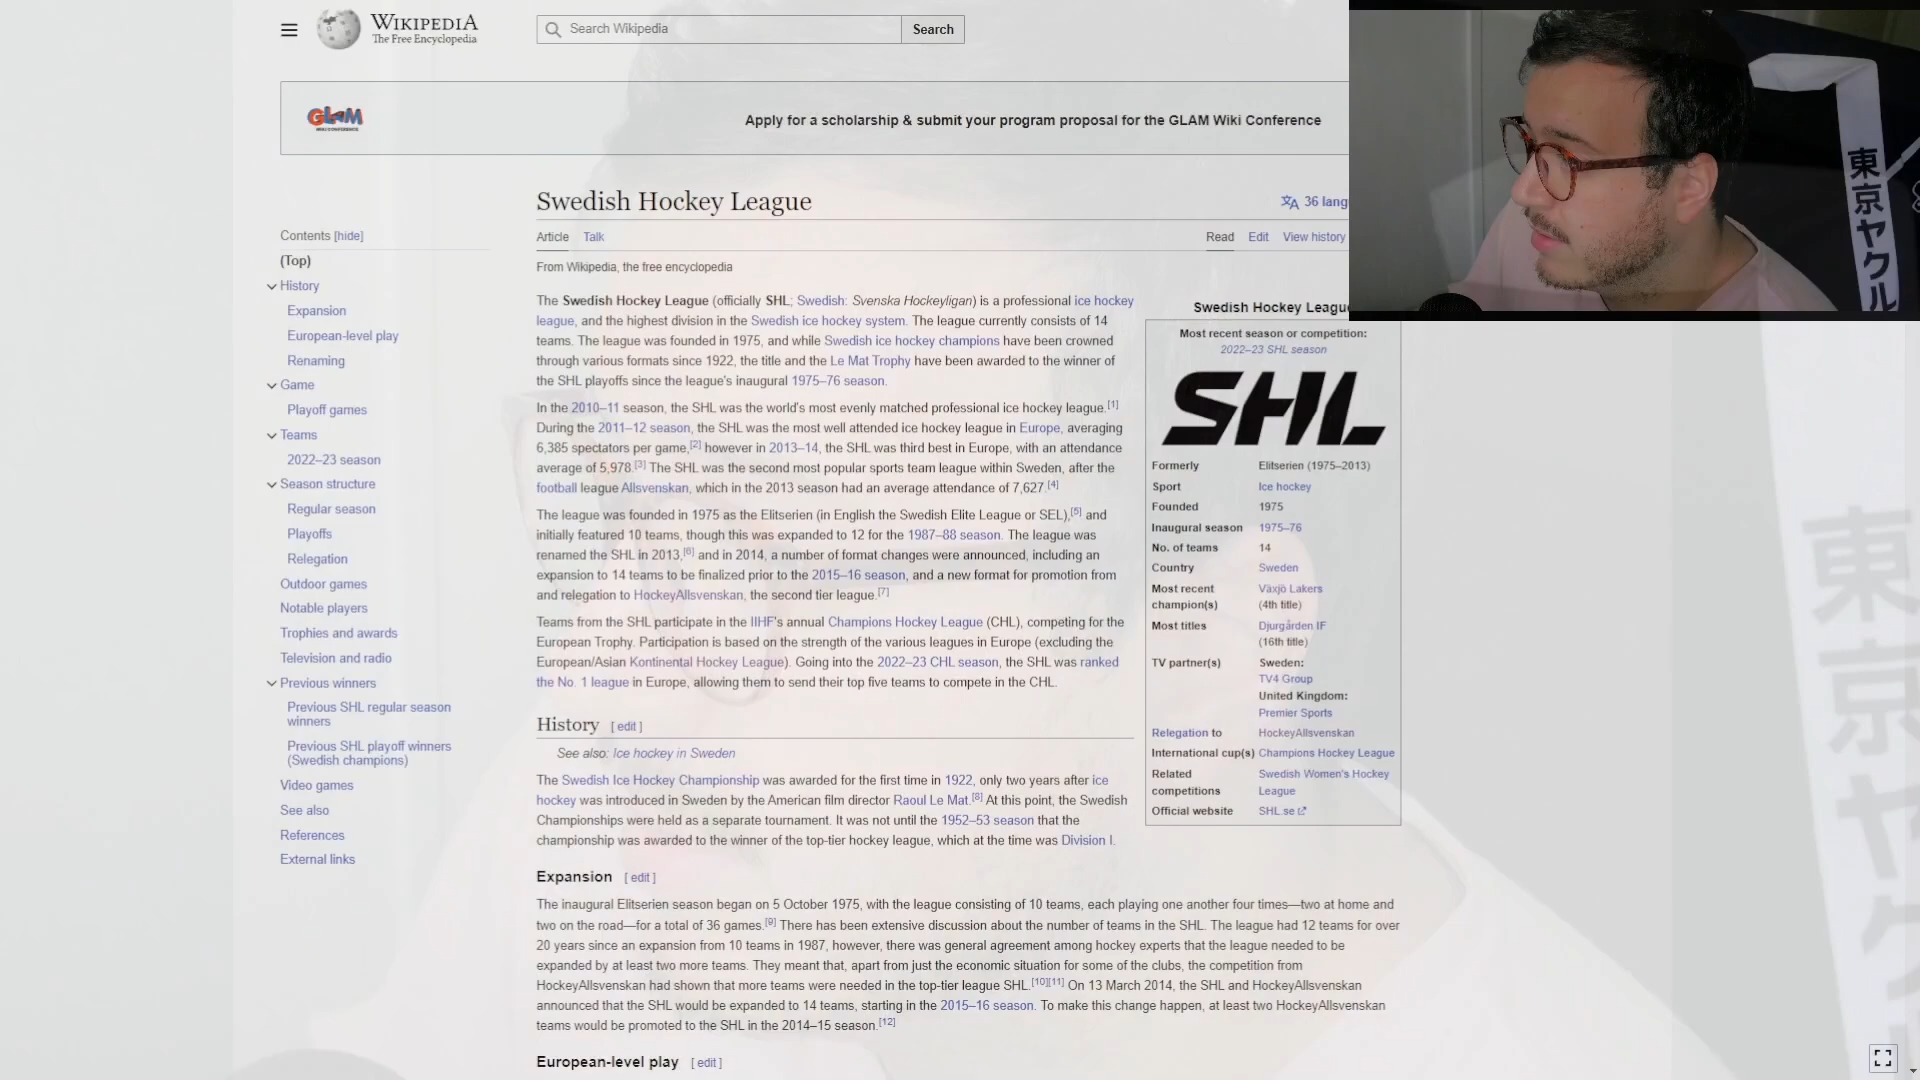 WIKIPEDIA
The Free Encyclopedia
Search Wikipedia
Search
GLAM
WIKI CONFERENCE
Apply for a scholarship & submit your program proposal for the GLAM Wiki Conference
Swedish Hockey League
36 lang
Article Talk
Read Edit View history
From Wikipedia, the free encyclopedia
Contents [hide]
(Top)
History
Expansion
European-level play
Renaming
Game
Playoff games
Teams
2022–23 season
Season structure
Regular season
Playoffs
Relegation
Outdoor games
Notable players
Trophies and awards
Television and radio
Previous winners
Previous SHL regular season
winners
Previous SHL playoff winners
(Swedish champions)
Video games
See also
References
External links
The Swedish Hockey League (officially SHL; Swedish: Svenska Hockeyligan) is a professional ice hockey
league, and the highest division in the Swedish ice hockey system. The league currently consists of 14
teams. The league was founded in 1975, and while Swedish ice hockey champions have been crowned
through various formats since 1922, the title and the Le Mat Trophy have been awarded to the winner of
the SHL playoffs since the league's inaugural 1975–76 season.
In the 2010–11 season, the SHL was the world's most evenly matched professional ice hockey league.[1]
During the 2011–12 season, the SHL was the most well attended ice hockey league in Europe, averaging
6,385 spectators per game,[2] however in 2013–14, the SHL was third best in Europe, with an attendance
average of 5,978.[3] The SHL was the second most popular sports team league within Sweden, after the
football league Allsvenskan, which in the 2013 season had an average attendance of 7,627.[4]
The league was founded in 1975 as the Elitserien (in English the Swedish Elite League or SEL),[5] and
initially featured 10 teams, though this was expanded to 12 for the 1987–88 season. The league was
renamed the SHL in 2013,[6] and in 2014, a number of format changes were announced, including an
expansion to 14 teams to be finalized prior to the 2015–16 season, and a new format for promotion from
and relegation to HockeyAllsvenskan, the second tier league.[7]
Teams from the SHL participate in the IIHF's annual Champions Hockey League (CHL), competing for the
European Trophy. Participation is based on the strength of the various leagues in Europe (excluding the
European/Asian Kontinental Hockey League). Going into the 2022–23 CHL season, the SHL was ranked
the No. 1 league in Europe, allowing them to send their top five teams to compete in the CHL.
Swedish Hockey League
Most recent season or competition:
2022–23 SHL season
SHL
Formerly Elitserien (1975–2013)
Sport Ice hockey
Founded 1975
Inaugural season 1975–76
No. of teams 14
Country Sweden
Most recent Växjö Lakers
champion(s) (4th title)
Most titles Djurgården IF
(16th title)
TV partner(s) Sweden:
TV4 Group
United Kingdom:
Premier Sports
Relegation to HockeyAllsvenskan
International cup(s) Champions Hockey League
Related Swedish Women's Hockey
competitions League
Official website SHL.se
History [ edit ]
See also: Ice hockey in Sweden
The Swedish Ice Hockey Championship was awarded for the first time in 1922, only two years after ice
hockey was introduced in Sweden by the American film director Raoul Le Mat.[8] At this point, the Swedish
Championships were held as a separate tournament. It was not until the 1952–53 season that the
championship was awarded to the winner of the top-tier hockey league, which at the time was Division I.
Expansion [ edit ]
The inaugural Elitserien season began on 5 October 1975, with the league consisting of 10 teams, each playing one another four times—two at home and
two on the road—for a total of 36 games.[9] There has been extensive discussion about the number of teams in the SHL. The league had 12 teams for over
20 years since an expansion from 10 teams in 1987, however, there was general agreement among hockey experts that the league needed to be
expanded by at least two more teams. They meant that, apart from just the economic situation for some of the clubs, the competition from
HockeyAllsvenskan had shown that more teams were needed in the top-tier league SHL.[10][11] On 13 March 2014, the SHL and HockeyAllsvenskan
announced that the SHL would be expanded to 14 teams, starting in the 2015–16 season. To make this change happen, at least two HockeyAllsvenskan
teams would be promoted to the SHL in the 2014–15 season.[12]
European-level play [ edit ]
東京ヤクル
東京ヤク